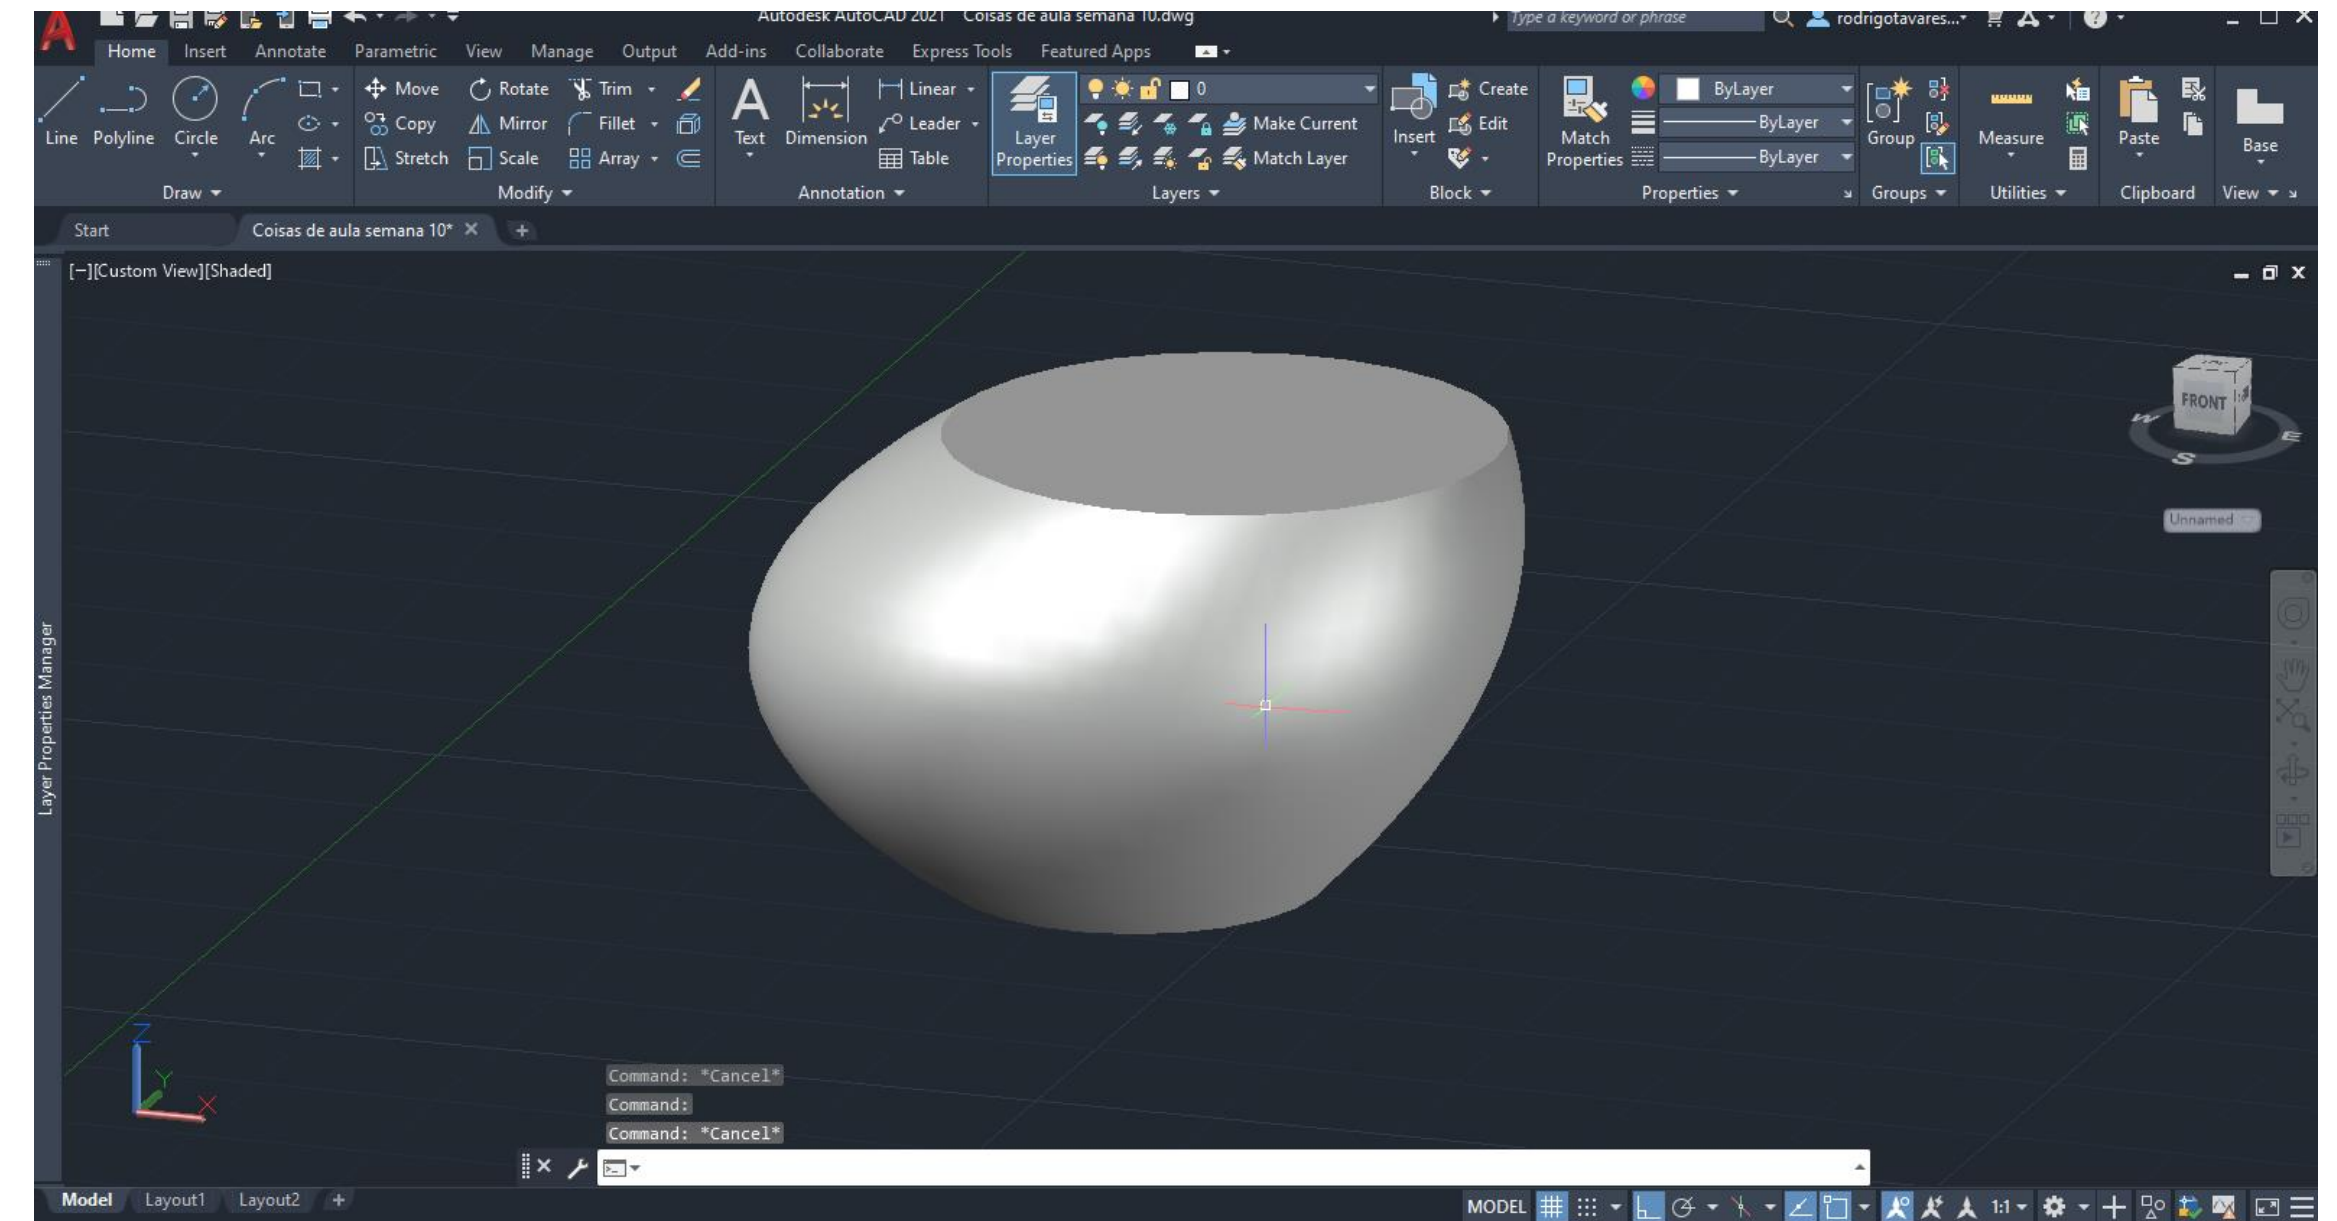 Autodesk AutoCAD 2021 Coisas de aula semana 10.dwg
Type a keyword or phrase
rodrigotavares...
Home Insert Annotate Parametric View Manage Output Add-ins Collaborate Express Tools Featured Apps
Line Polyline Circle Arc
Draw
Move Rotate Trim
Copy Mirror Fillet
Stretch Scale Array
Modify
Text Dimension
Linear
Leader
Table
Annotation
Layer
Properties
0
Make Current
Match Layer
Layers
Insert
Create
Edit
Block
Match
Properties
ByLayer
ByLayer
ByLayer
Properties
Group
Groups
Measure
Utilities
Paste
Clipboard
Base
View
Start
Coisas de aula semana 10*
[−][Custom View][Shaded]
FRONT
W
S
E
Unnamed
Layer Properties Manager
Z
Y
X
Command: *Cancel*
Command:
Command: *Cancel*
Model Layout1 Layout2 +
MODEL
1:1